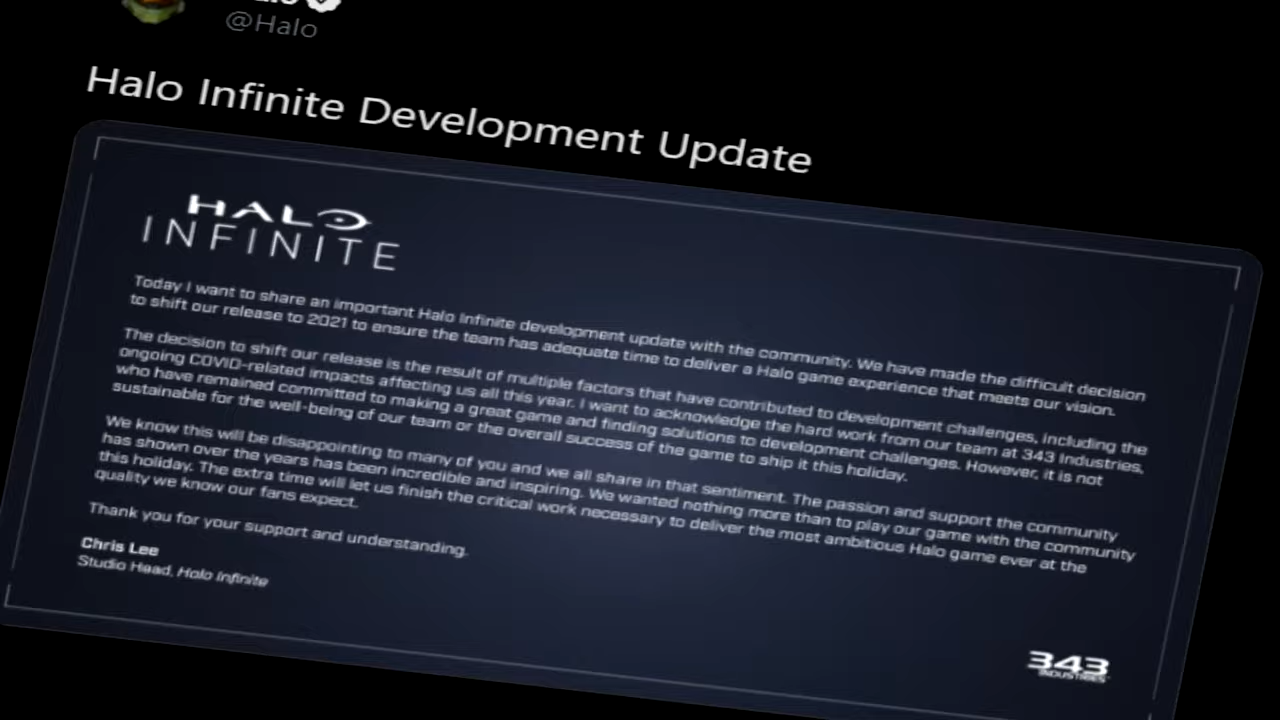 @Halo
Halo Infinite Development Update
HALO
INFINITE
Today I want to share an important Halo Infinite development update with the community. We have made the difficult decision
to shift our release to 2021 to ensure the team has adequate time to deliver a Halo game experience that meets our vision.
The decision to shift our release is the result of multiple factors that have contributed to development challenges, including the
ongoing COVID-related impacts affecting us all this year. I want to acknowledge the hard work from our team at 343 Industries,
who have remained committed to making a great game and finding solutions to development challenges. However, it is not
sustainable for the well-being of our team or the overall success of the game to ship it this holiday.
We know this will be disappointing to many of you and we all share in that sentiment. The passion and support the community
has shown over the years has been incredible and inspiring. We wanted nothing more than to play our game with the community
this holiday. The extra time will let us finish the critical work necessary to deliver the most ambitious Halo game ever at the
quality we know our fans expect.
Thank you for your support and understanding.
Chris Lee
Studio Head, Halo Infinite
343
INDUSTRIES